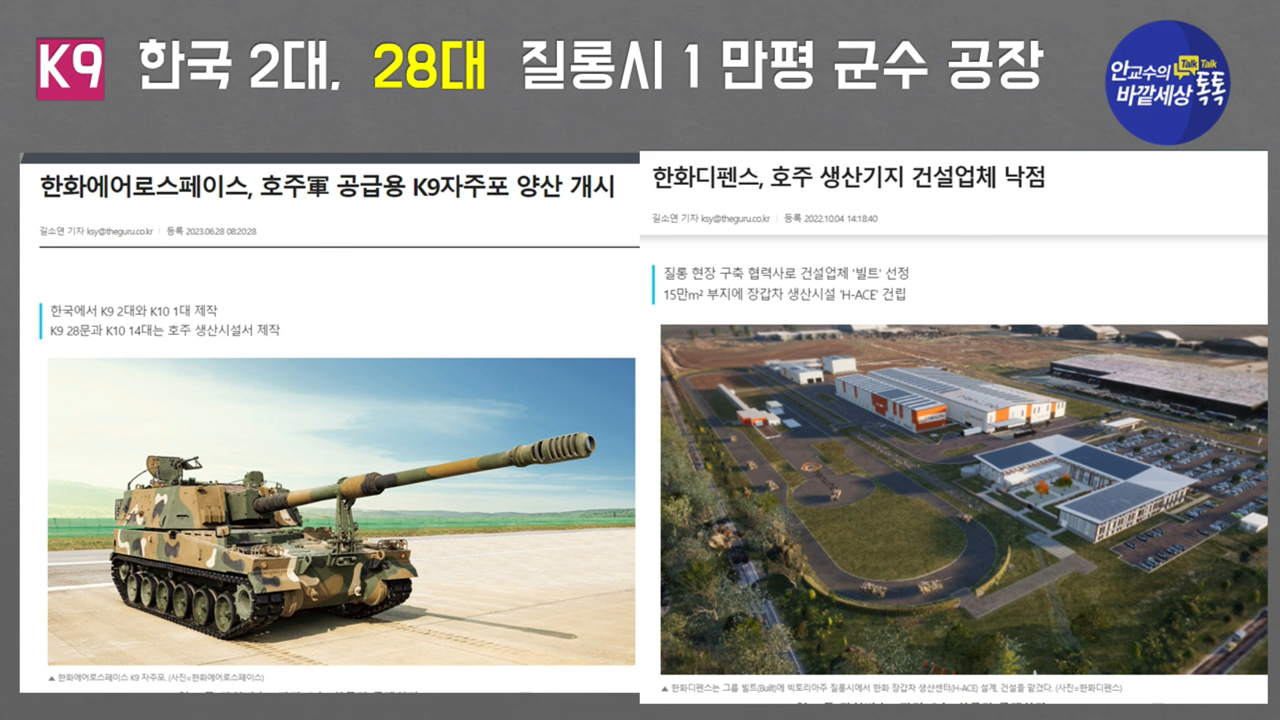 K9 한국 2대, 28대 질롱시 1 만평 군수 공장
안교수의 Talk Talk
바깥세상 톡톡
한화에어로스페이스, 호주軍 공급용 K9자주포 양산 개시
길소연 기자 ksy@theguru.co.kr | 등록 2023.06.28 08:20:28
한국에서 K9 2대와 K10 1대 제작
K9 28문과 K10 14대는 호주 생산시설서 제작
▲ 한화에어로스페이스 K9 자주포. (사진=한화에어로스페이스)
한화디펜스, 호주 생산기지 건설업체 낙점
길소연 기자 ksy@theguru.co.kr | 등록 2022.10.04 14:18:40
질롱 현장 구축 협력사로 건설업체 '빌트' 선정
15만m² 부지에 장갑차 생산시설 'H-ACE' 건립
▲ 한화디펜스는 그룹 빌트(Built)에 빅토리아주 질롱시에서 한화 장갑차 생산센터(H-ACE) 설계, 건설을 맡겼다. (사진=한화디펜스)